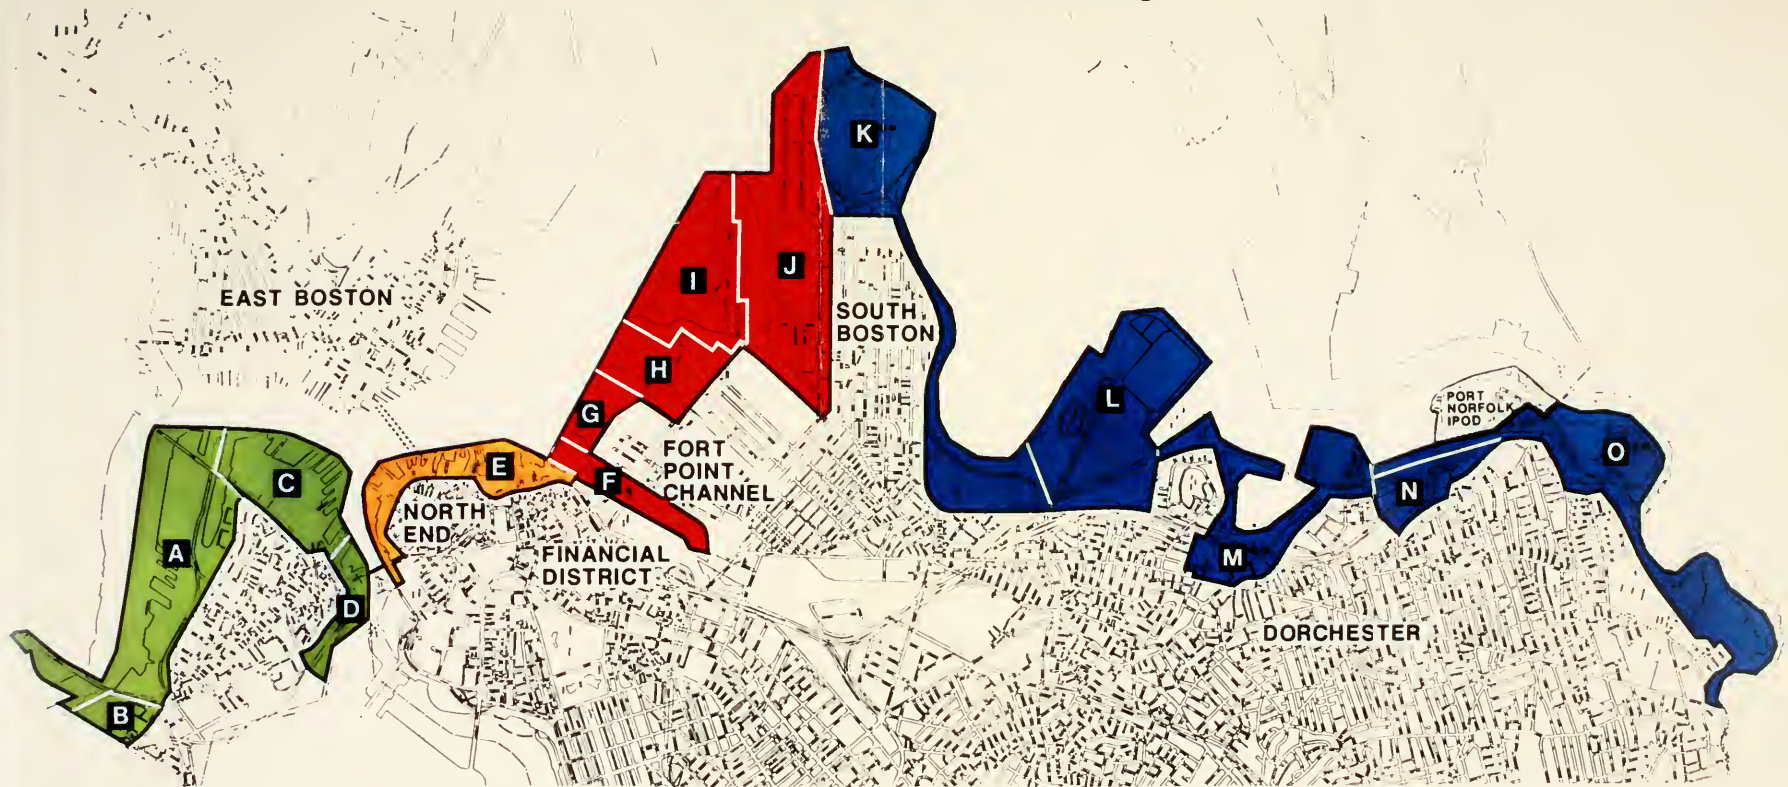 K
J
I
EAST BOSTON
SOUTH
BOSTON
H
L
PORT
NORFOLK
IPOD
G
FORT
POINT
CHANNEL
E
F
C
O
N
NORTH
END
A
FINANCIAL
DISTRICT
M
D
DORCHESTER
B